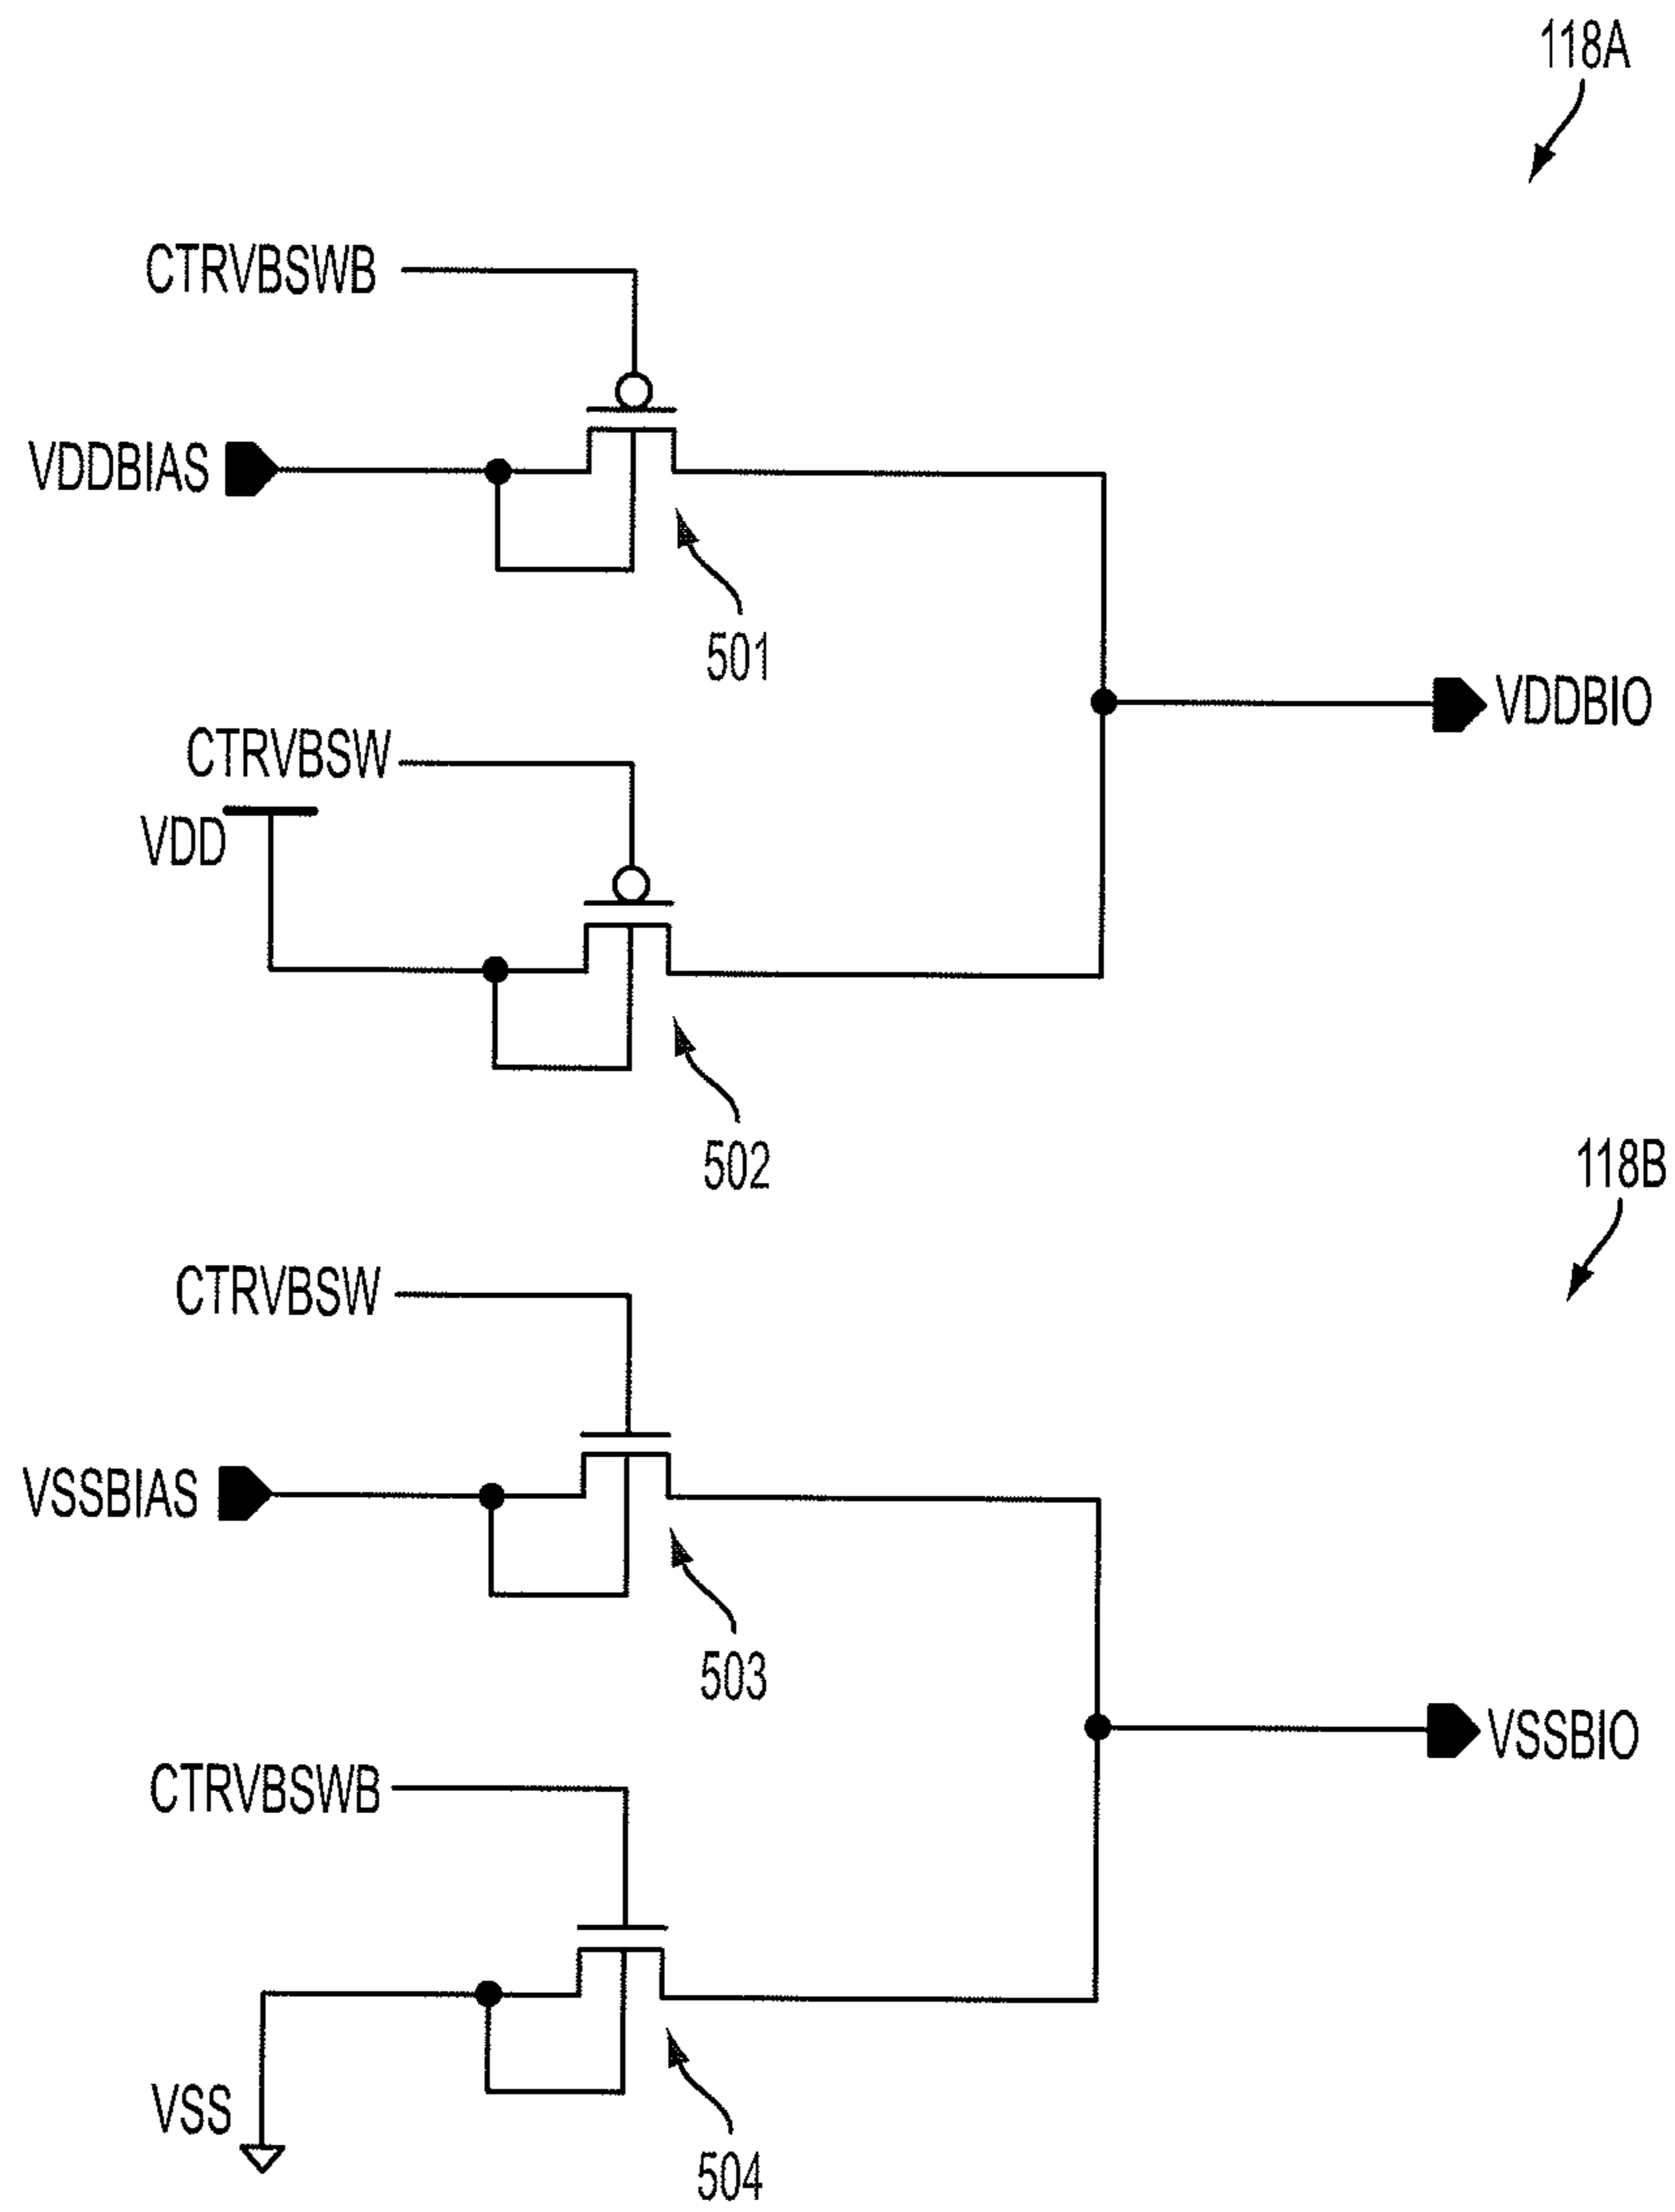 118A
CTRVBSWB
VDDBIAS
501
VDDBIO
CTRVBSW
VDD
502
118B
CTRVBSW
VSSBIAS
503
VSSBIO
CTRVBSWB
VSS
504